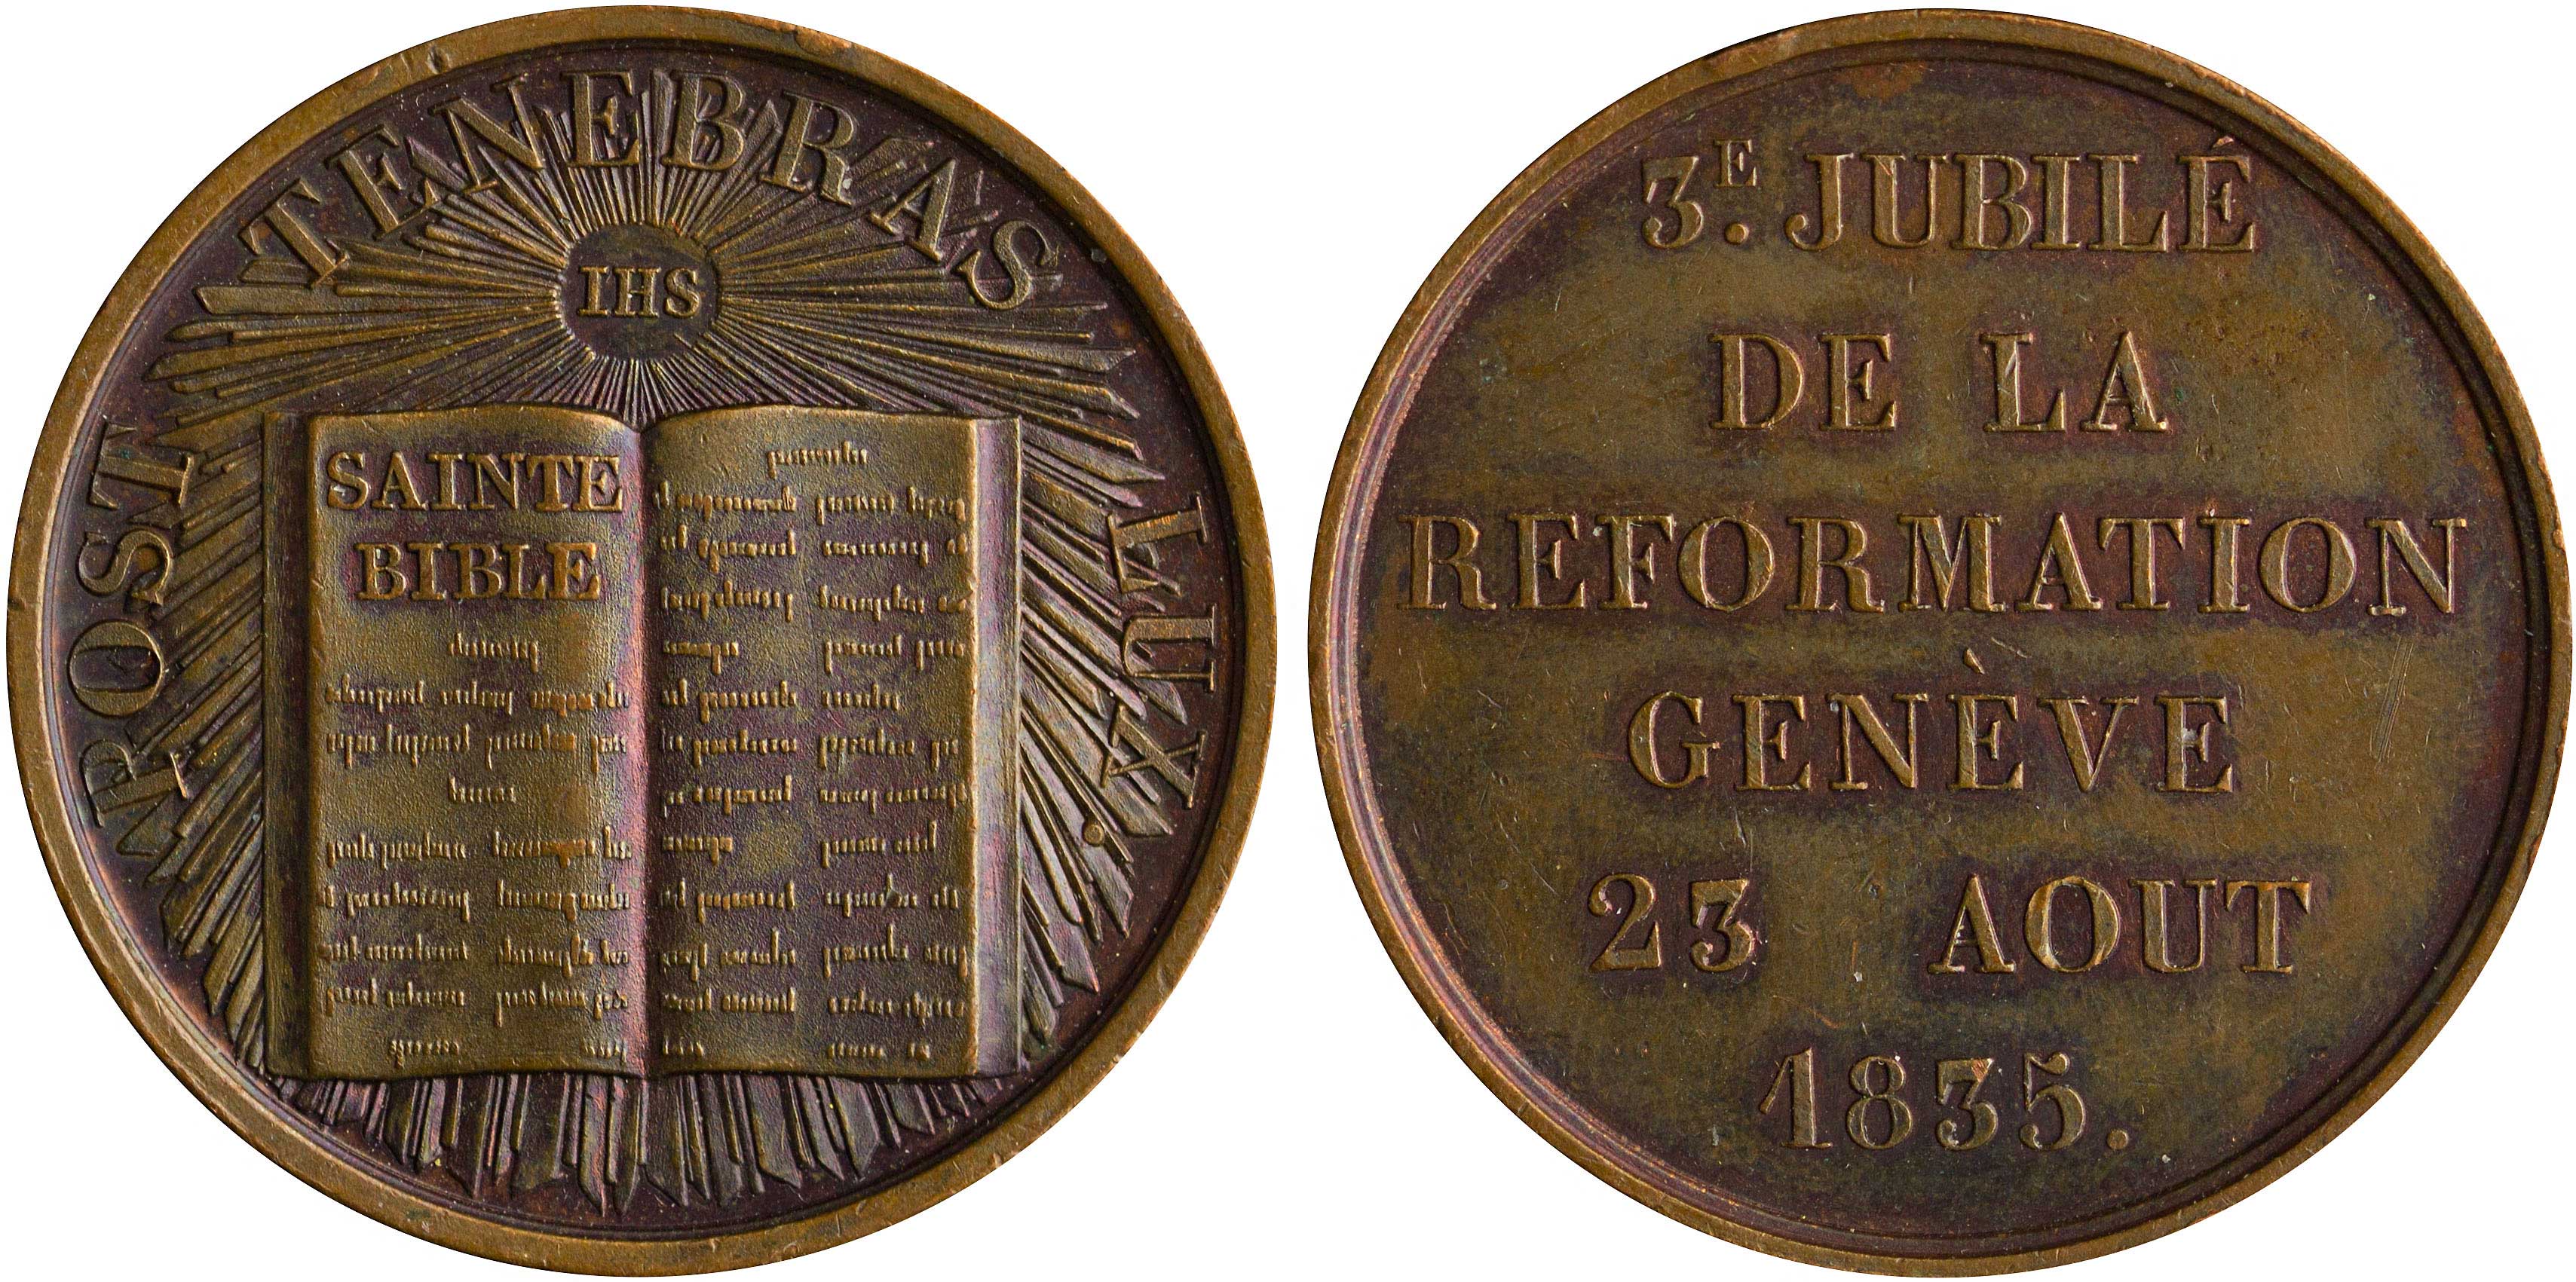 POST TENEBRAS LUX.
IHS
SAINTE
BIBLE
3E. JUBILÉ
DE LA
REFORMATION
GENÈVE
23 AOUT
1835.